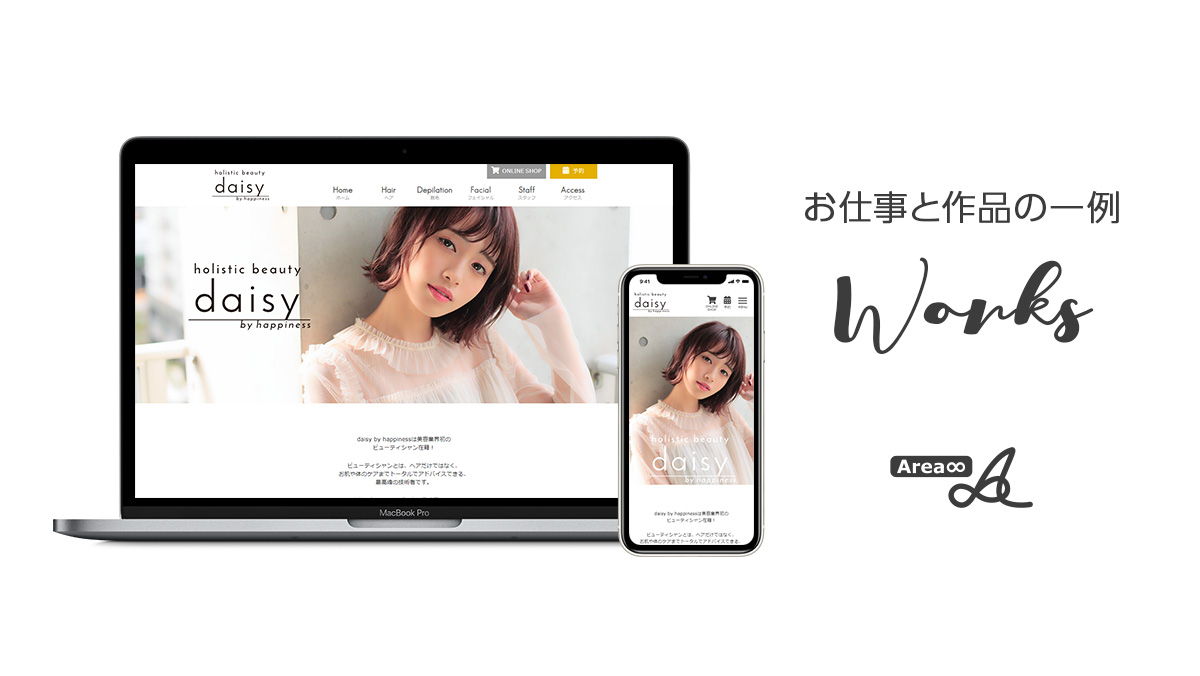 holistic beauty
daisy
by happiness
ONLINE SHOP
予約
Home
ホーム
Hair
ヘア
Depilation
脱毛
Facial
フェイシャル
Staff
スタッフ
Access
アクセス
holistic beauty
daisy
by happiness
daisy by happinessは美容業界初の
ビューティシャン在籍！
ビューティシャンとは、ヘアだけではなく、
お肌や体のケアまでトータルでアドバイスできる、
最高峰の技術者です。
MacBook Pro
9:41
holistic beauty
daisy
by happiness
ONLINE
SHOP
予約
MENU
holistic beauty
daisy
by happiness
daisy by happinessは美容業界初の
ビューティシャン在籍！
ビューティシャンとは、ヘアだけではなく、
お肌や体のケアまでトータルでアドバイスできる、
お仕事と作品の一例
Works
Area∞
A